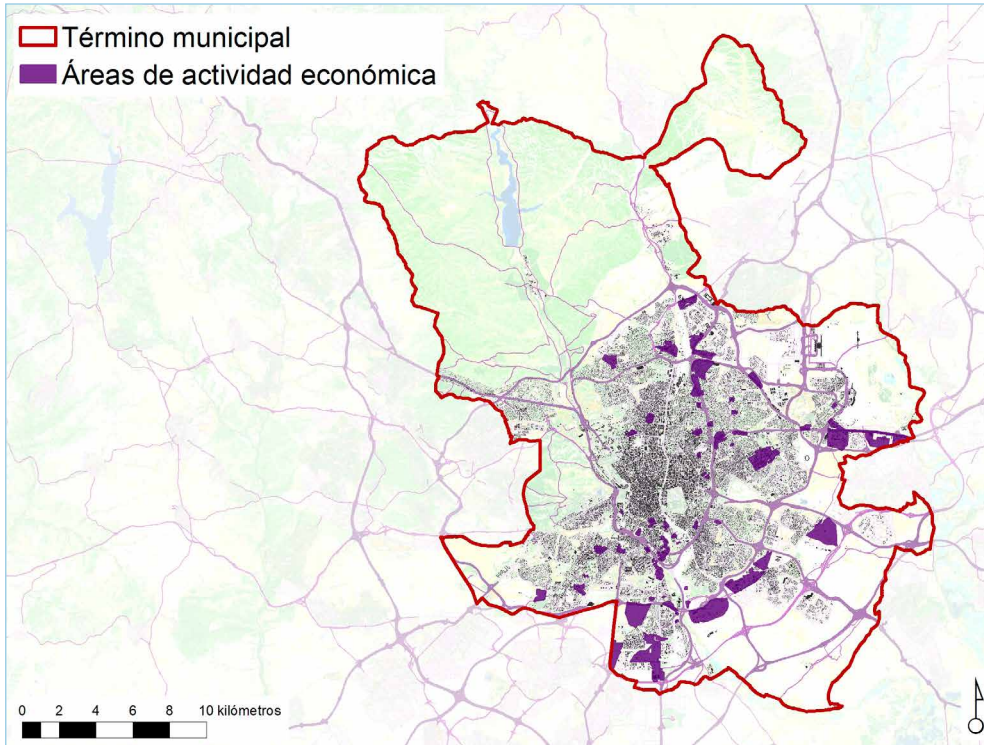 Término municipal
Áreas de actividad económica
0 2 4 6 8 10 kilómetros